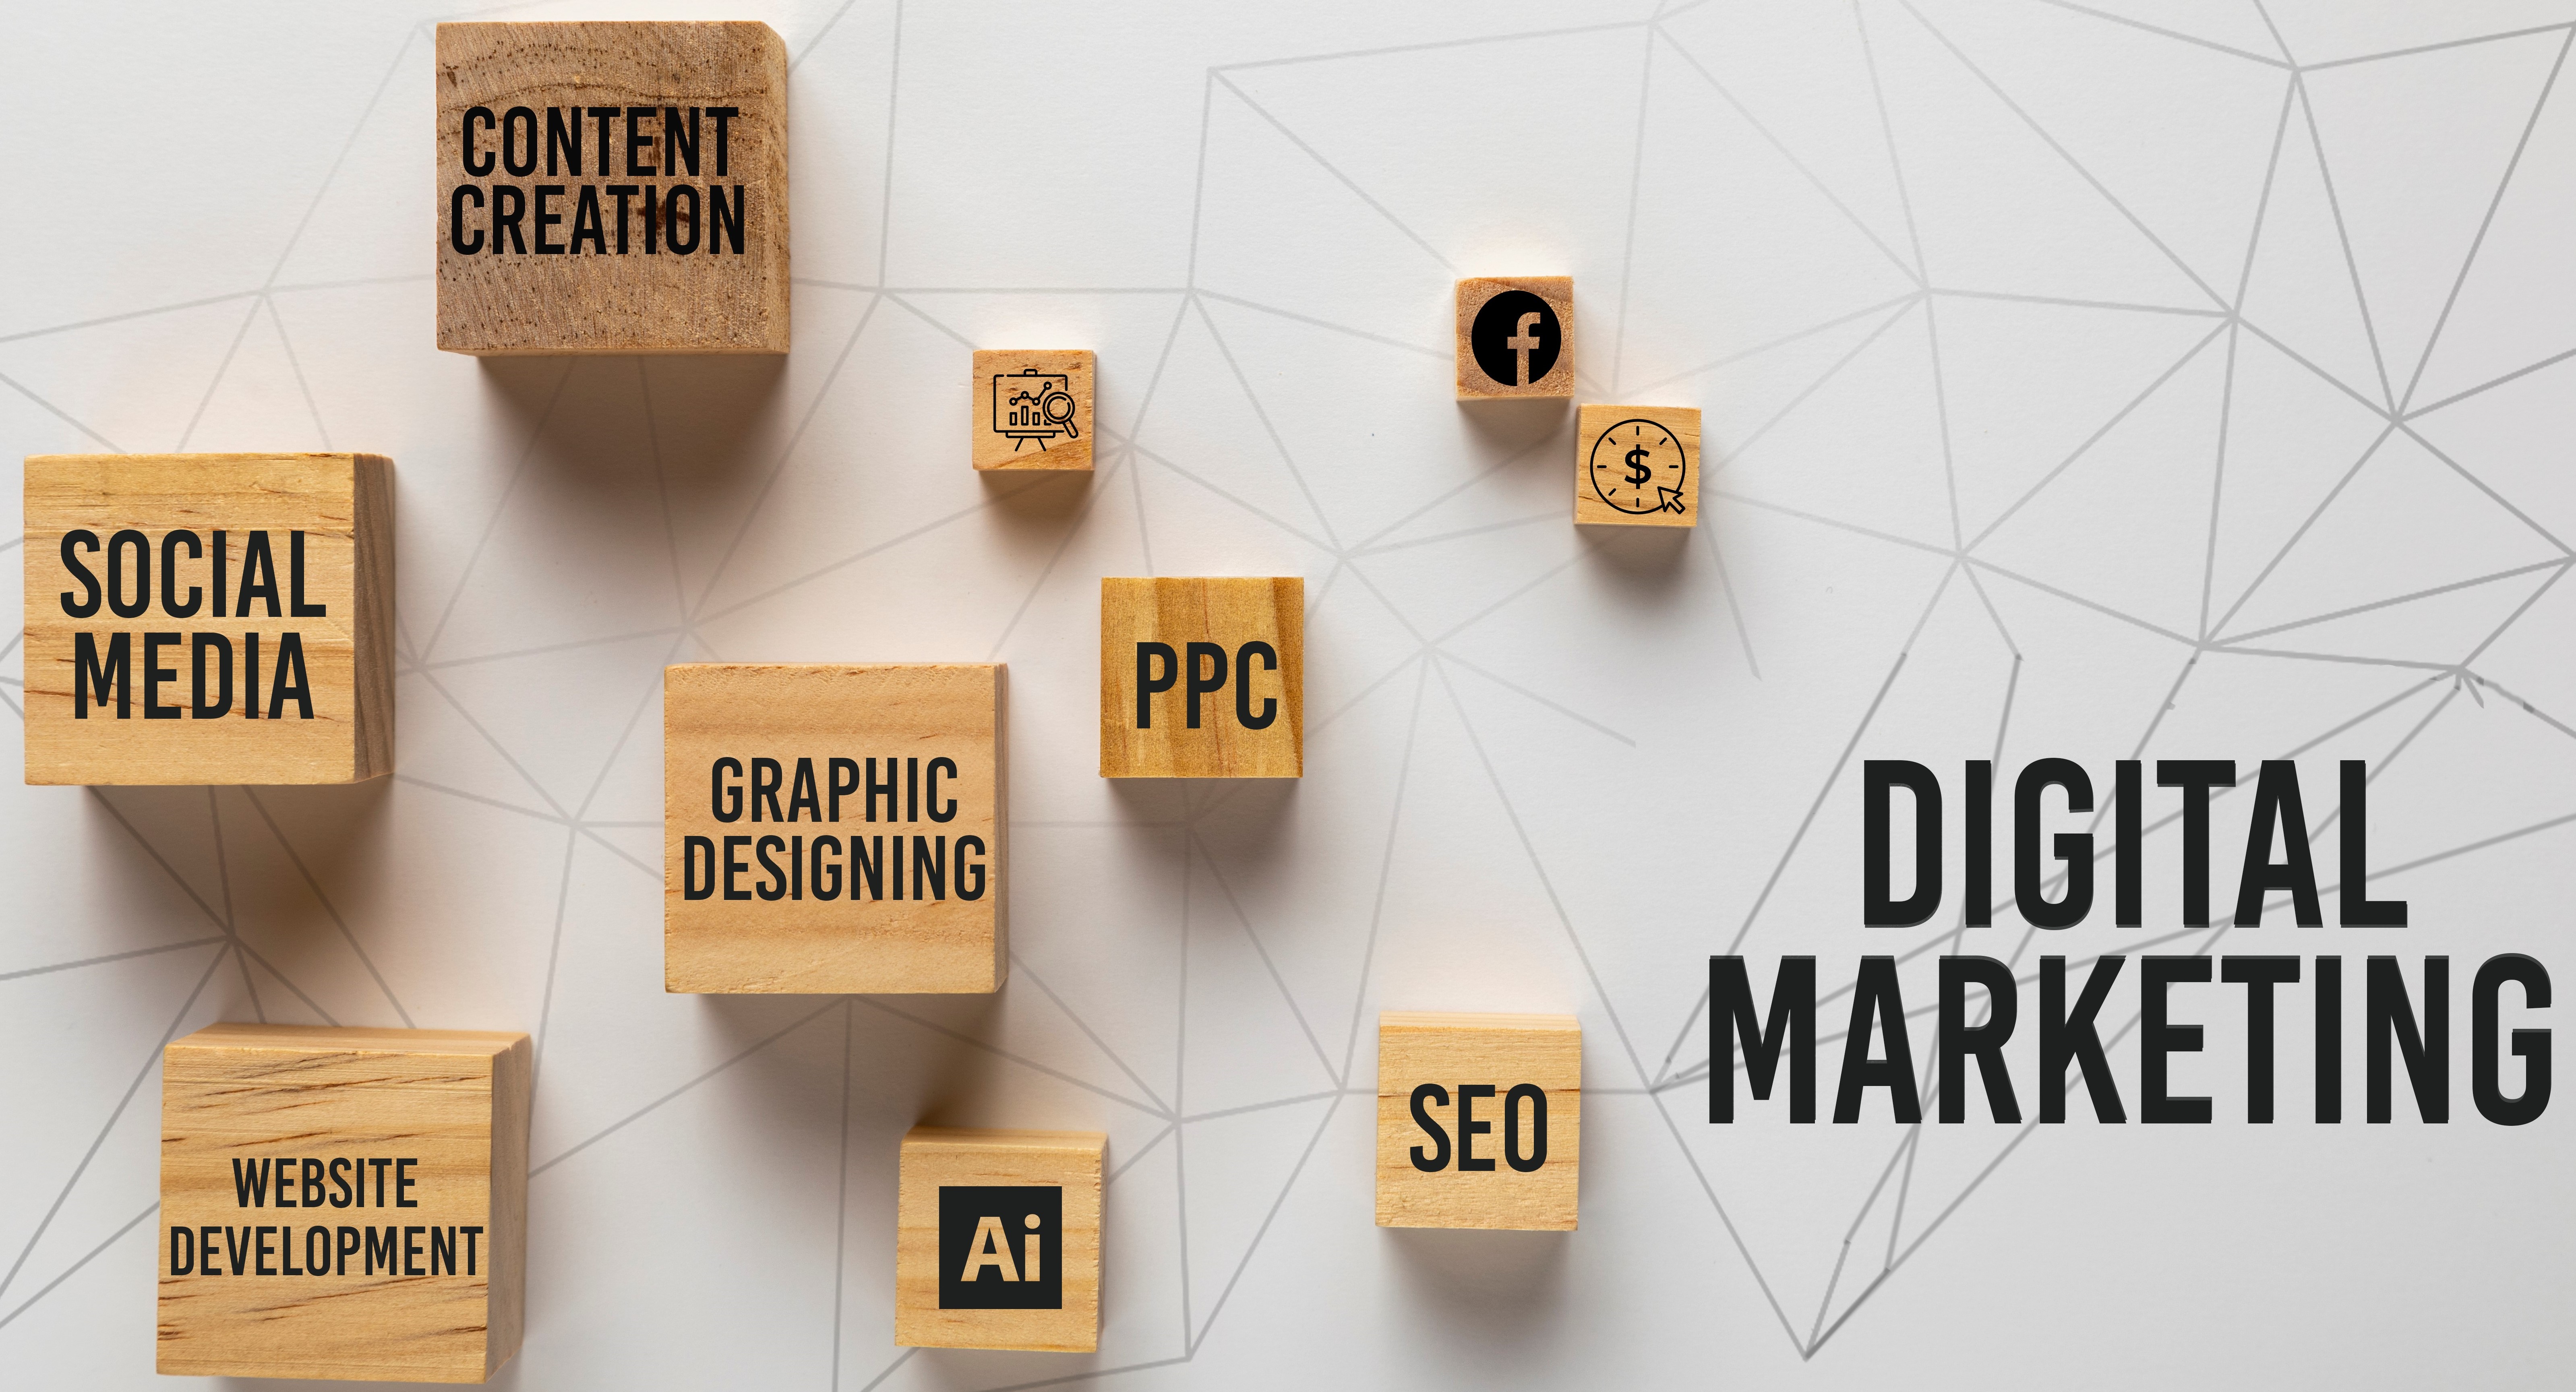 CONTENT
CREATION
SOCIAL
MEDIA
$
PPC
GRAPHIC
DESIGNING
DIGITAL
MARKETING
WEBSITE
DEVELOPMENT
Ai
SEO